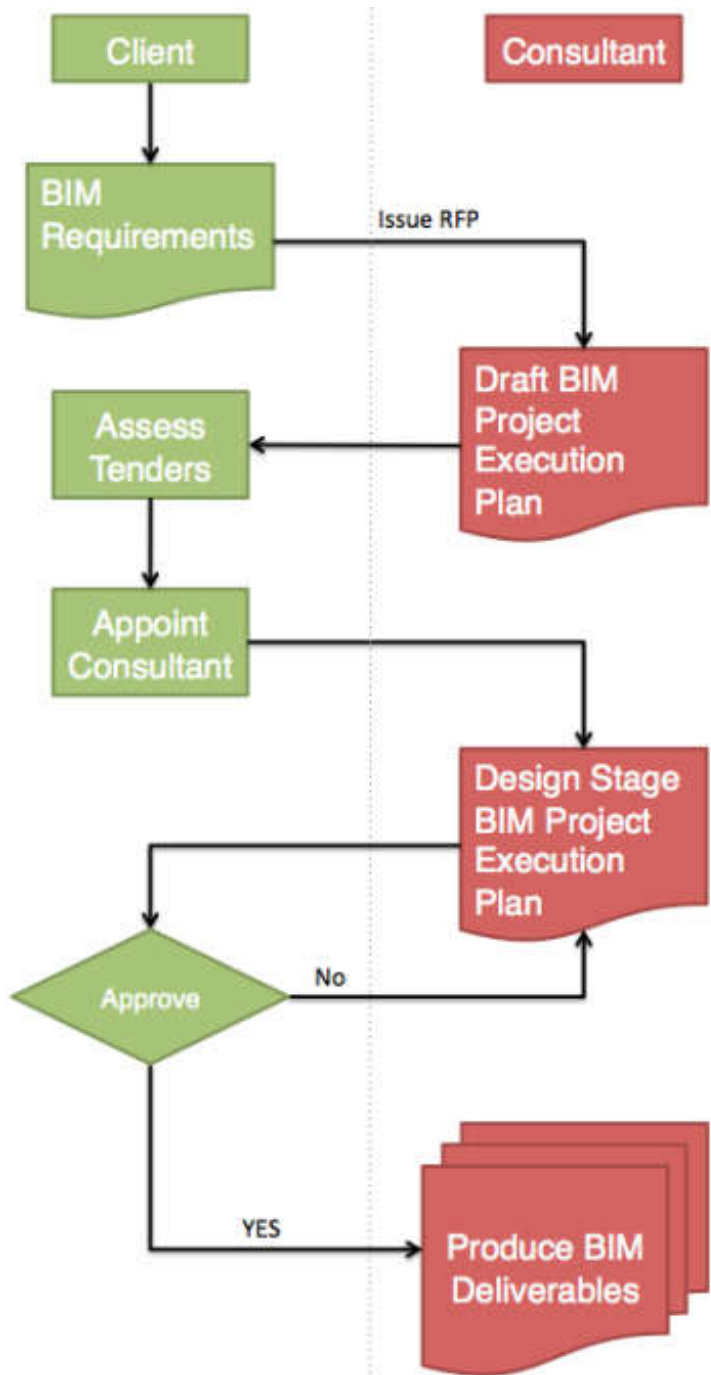 Client
Consultant
BIM
Requirements
Issue RFP
Draft BIM
Project
Execution
Plan
Assess
Tenders
Appoint
Consultant
Design Stage
BIM Project
Execution
Plan
Approve
No
YES
Produce BIM
Deliverables